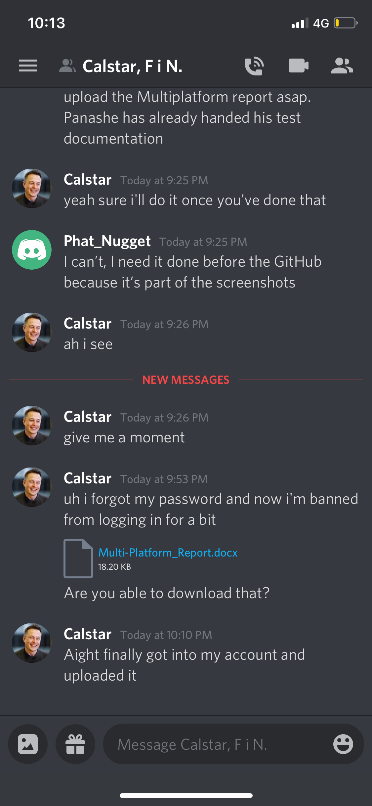 10:13
4G
Calstar, F i N.
upload the Multiplatform report asap.
Panashe has already handed his test
documentation
Calstar Today at 9:25 PM
yeah sure i'll do it once you've done that
Phat_Nugget Today at 9:25 PM
I can't, I need it done before the GitHub
because it's part of the screenshots
Calstar Today at 9:26 PM
ah i see
NEW MESSAGES
Calstar Today at 9:26 PM
give me a moment
Calstar Today at 9:53 PM
uh i forgot my password and now i'm banned
from logging in for a bit
Multi-Platform_Report.docx
18.20 KB
Are you able to download that?
Calstar Today at 10:10 PM
Aight finally got into my account and
uploaded it
Message Calstar, F i N.